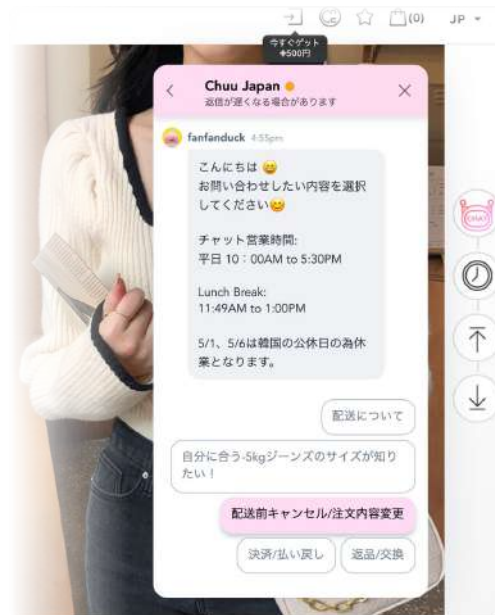 (0)
JP
今すぐゲット
+500円
Chuu Japan
返信が遅くなる場合があります
fanfanduck 4:55pm
こんにちは 😄
お問い合わせしたい内容を選択
してください😊
チャット営業時間:
平日 10：00AM to 5:30PM
Lunch Break:
11:49AM to 1:00PM
5/1、5/6は韓国の公休日の為休
業となります。
配送について
自分に合う-5kgジーンズのサイズが知り
たい！
配送前キャンセル/注文内容変更
決済/払い戻し
返品/交換
CHAT